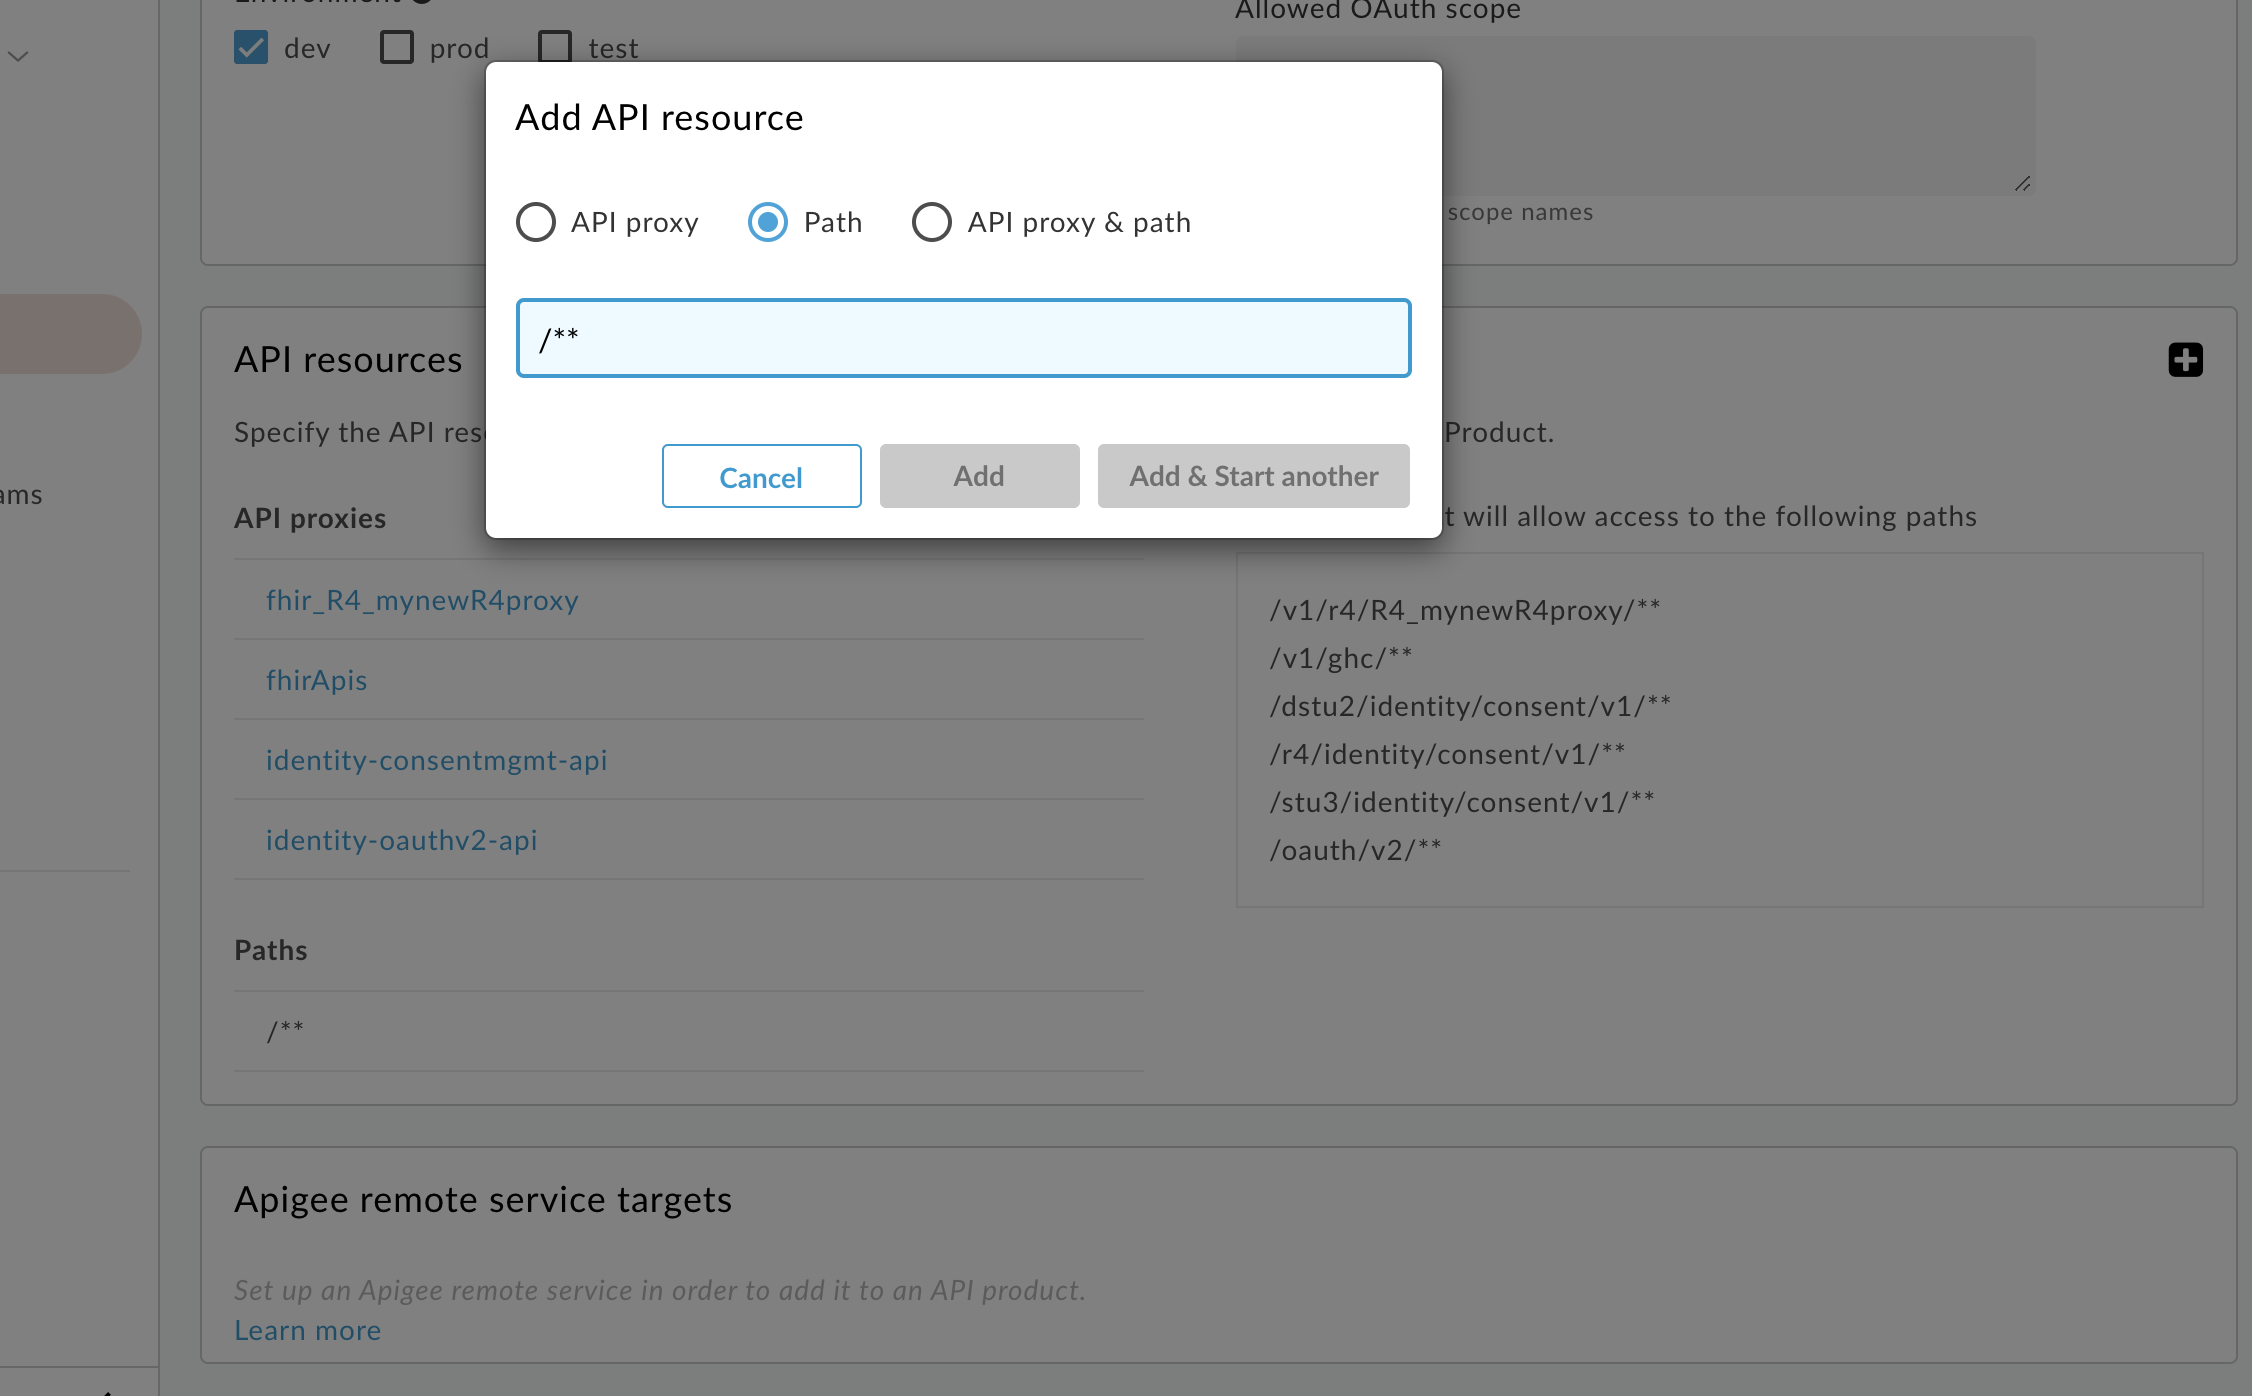 Environment
Allowed OAuth scope
dev
prod
test
Add API resource
API proxy
Path
API proxy & path
scope names
/**
API resources
Specify the API
Product.
Cancel
Add
Add & Start another
API proxies
will allow access to the following paths
fhir_R4_mynewR4proxy
fhirApis
identity-consentmgmt-api
identity-oauthv2-api
/v1/r4/R4_mynewR4proxy/**
/v1/ghc/**
/dstu2/identity/consent/v1/**
/r4/identity/consent/v1/**
/stu3/identity/consent/v1/**
/oauth/v2/**
Paths
/**
Apigee remote service targets
Set up an Apigee remote service in order to add it to an API product.
Learn more